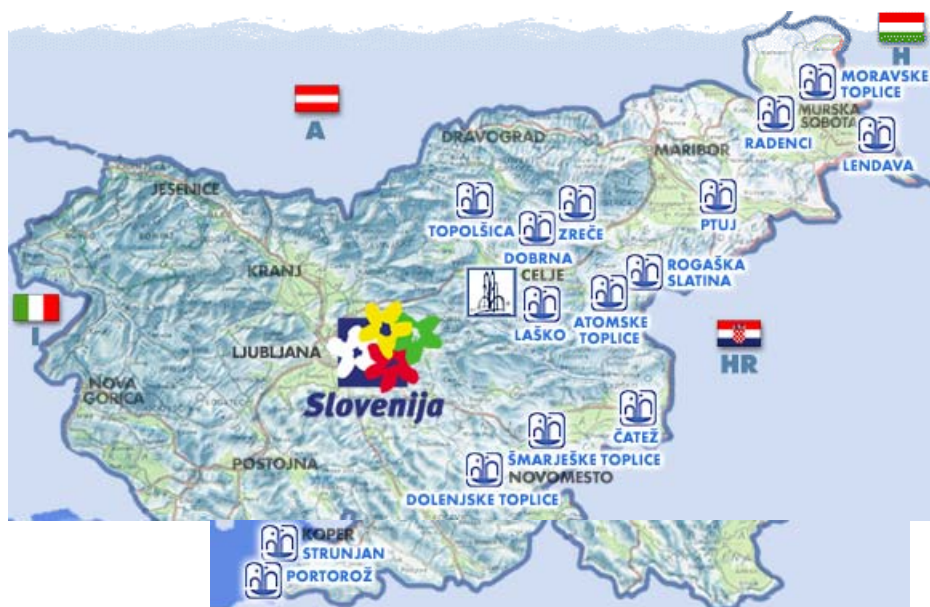 H
MORAVSKE
TOPLICE
A
MURSKA
SOBOTA
DRAVOGRAD
RADENCI
MARIBOR
LENDAVA
JESENICE
PTUJ
TOPOLŠICA
ZREČE
DOBRNA
KRANJ
CELJE
ROGAŠKA
SLATINA
I
LAŠKO
ATOMSKE
TOPLICE
LJUBLJANA
HR
NOVA
GORICA
Slovenija
ČATEŽ
ŠMARJEŠKE TOPLICE
POSTOJNA
NOVOMESTO
DOLENJSKE TOPLICE
KOPER
STRUNJAN
PORTOROŽ